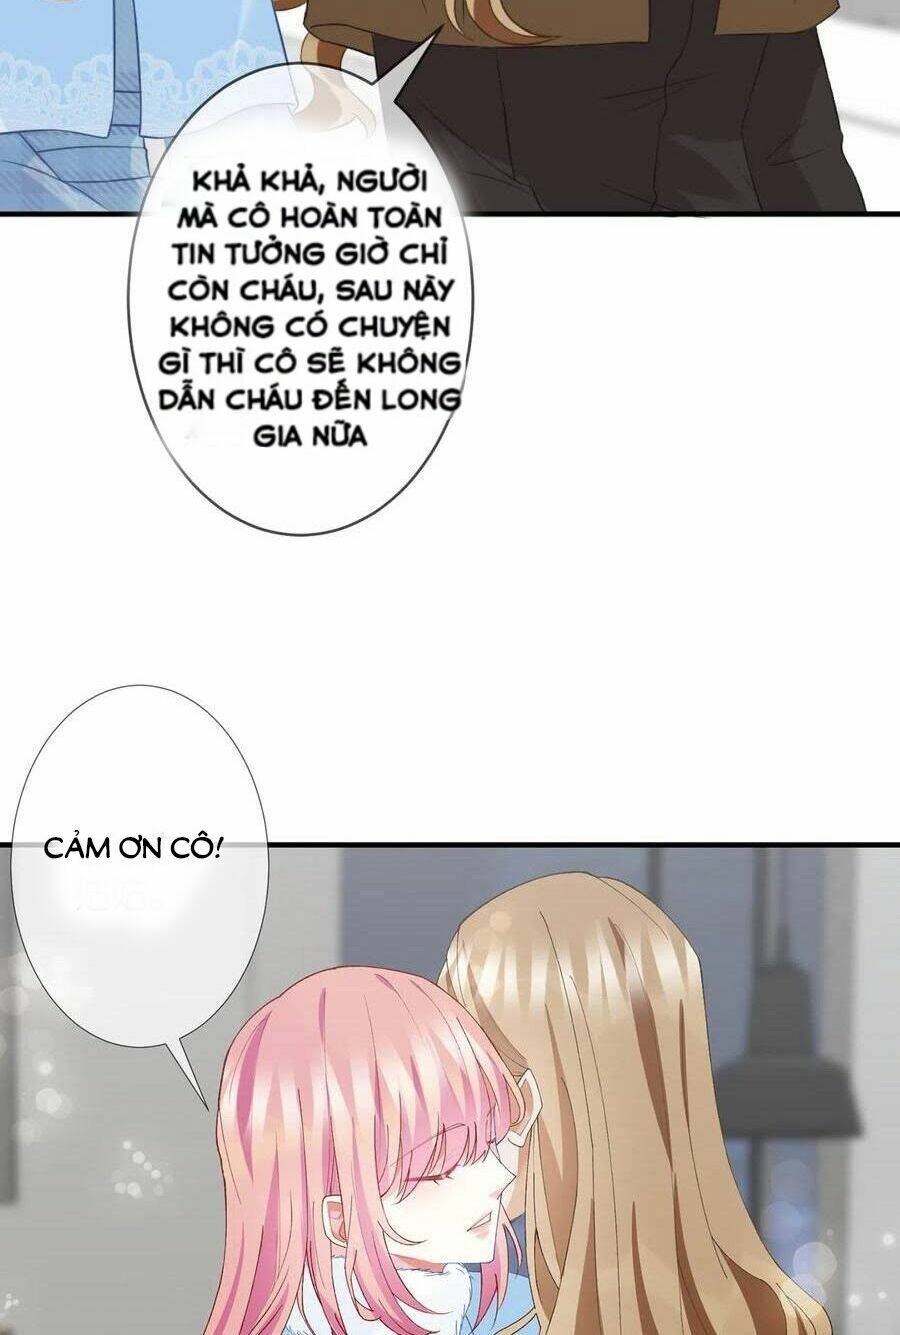 KHẢ KHẢ, NGƯỜI
MÀ CÔ HOÀN TOÀN
TIN TƯỞNG GIỜ CHỈ
CÒN CHÁU, SAU NÀY
KHÔNG CÓ CHUYỆN
GÌ THÌ CÔ SẼ KHÔNG
DẪN CHÁU ĐẾN LONG
GIA NỮA
CẢM ƠN CÔ!